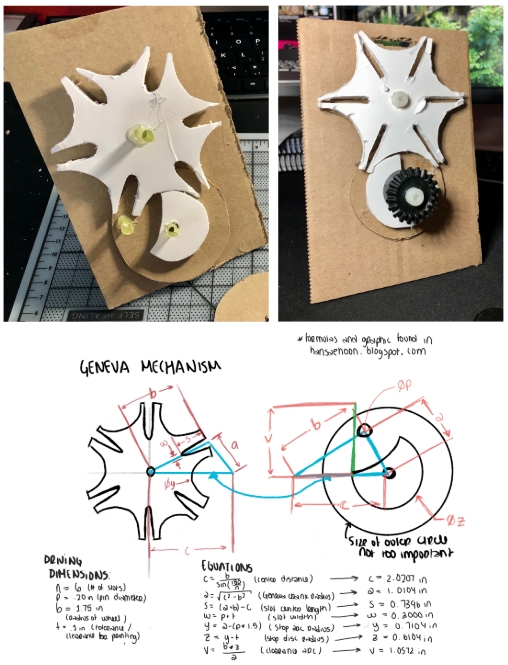 SELF HEALING
* formulas and graphic found in
hansvenoon.blogspot.com
GENEVA MECHANISM
b
w
s
a
Øy
c
Øp
v
b
a
c
ØZ
size of outer circle
not too important
DRIVING
DIMENSIONS:
n = 6 (# of slots)
P = .20 in (pin diameter)
b = 1.75 in
(radius of wheel)
t = .1 in (tolerance /
clearance
EQUATIONS
C = b / sin(180/n) (center distance) → C = 2.0207 in
a = √(c² - b²) (Geneva crank radius) → a = 1.0104 in
S = (a+b) - c (slot center length) → S = 0.7396 in
w = p + t (slot width) → w = 0.3000 in
y = a - (p * 1.5) (stop arc radius) → y = 0.7104 in
Z = y - t (stop disc radius) → Z = 0.6104 in
V = b * z / a (clearance arc) → V = 1.0572 in